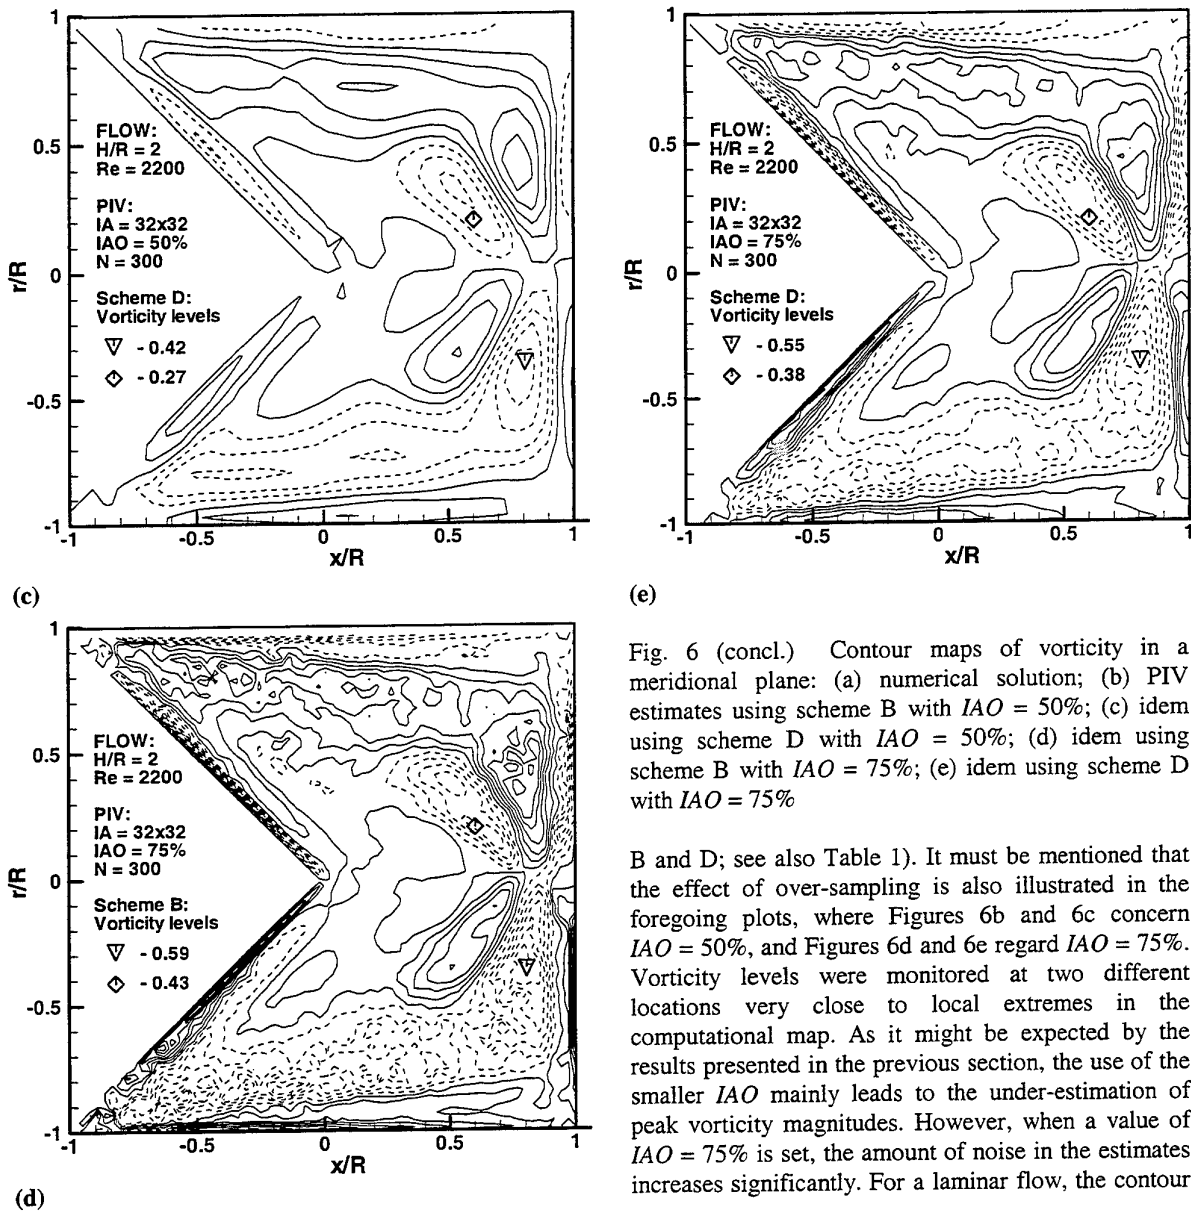 1
0.5
r/R
0
-0.5
-1
FLOW:
H/R = 2
Re = 2200
PIV:
IA = 32x32
IAO = 50%
N = 300
Scheme D:
Vorticity levels
- 0.42
- 0.27
-1
-0.5
0
0.5
1
x/R
(c)
1
0.5
r/R
0
-0.5
-1
FLOW:
H/R = 2
Re = 2200
PIV:
IA = 32x32
IAO = 75%
N = 300
Scheme D:
Vorticity levels
- 0.55
- 0.38
-1
-0.5
0
0.5
1
x/R
(e)
1
0.5
r/R
0
-0.5
-1
FLOW:
H/R = 2
Re = 2200
PIV:
IA = 32x32
IAO = 75%
N = 300
Scheme B:
Vorticity levels
- 0.59
- 0.43
-1
-0.5
0
0.5
1
x/R
(d)
Fig. 6 (concl.) Contour maps of vorticity in a
meridional plane: (a) numerical solution; (b) PIV
estimates using scheme B with IAO = 50%; (c) idem
using scheme D with IAO = 50%; (d) idem using
scheme B with IAO = 75%; (e) idem using scheme D
with IAO = 75%
B and D; see also Table 1). It must be mentioned that
the effect of over-sampling is also illustrated in the
foregoing plots, where Figures 6b and 6c concern
IAO = 50%, and Figures 6d and 6e regard IAO = 75%.
Vorticity levels were monitored at two different
locations very close to local extremes in the
computational map. As it might be expected by the
results presented in the previous section, the use of the
smaller IAO mainly leads to the under-estimation of
peak vorticity magnitudes. However, when a value of
IAO = 75% is set, the amount of noise in the estimates
increases significantly. For a laminar flow, the contour